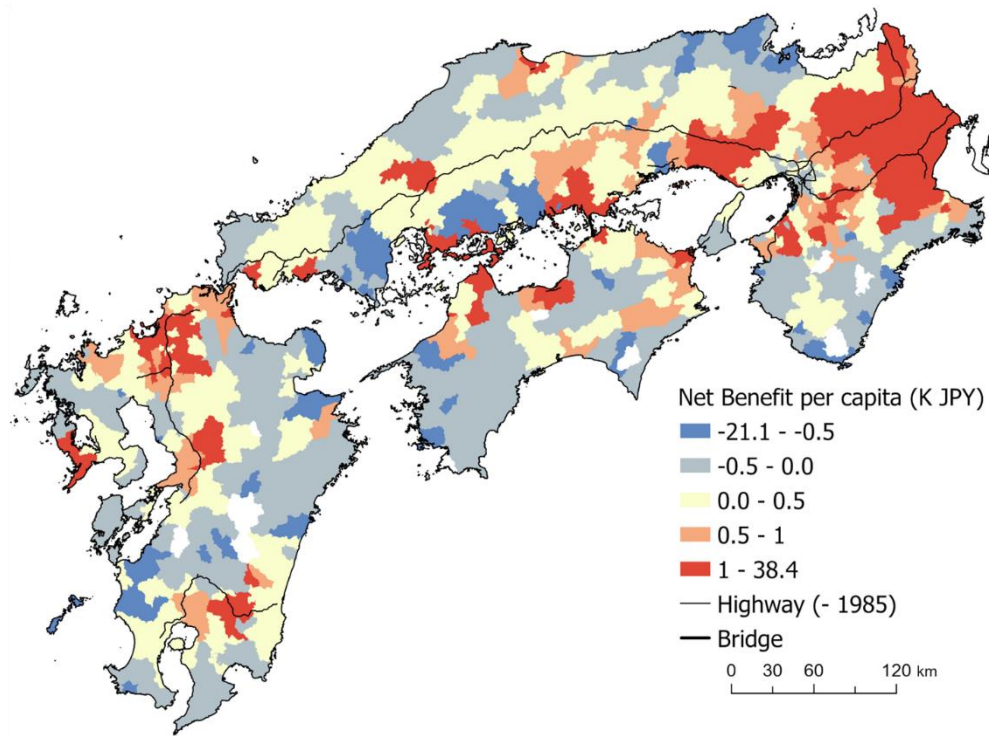 Net Benefit per capita (K JPY)
-21.1 - -0.5
-0.5 - 0.0
0.0 - 0.5
0.5 - 1
1 - 38.4
Highway (- 1985)
Bridge
0 30 60 120 km